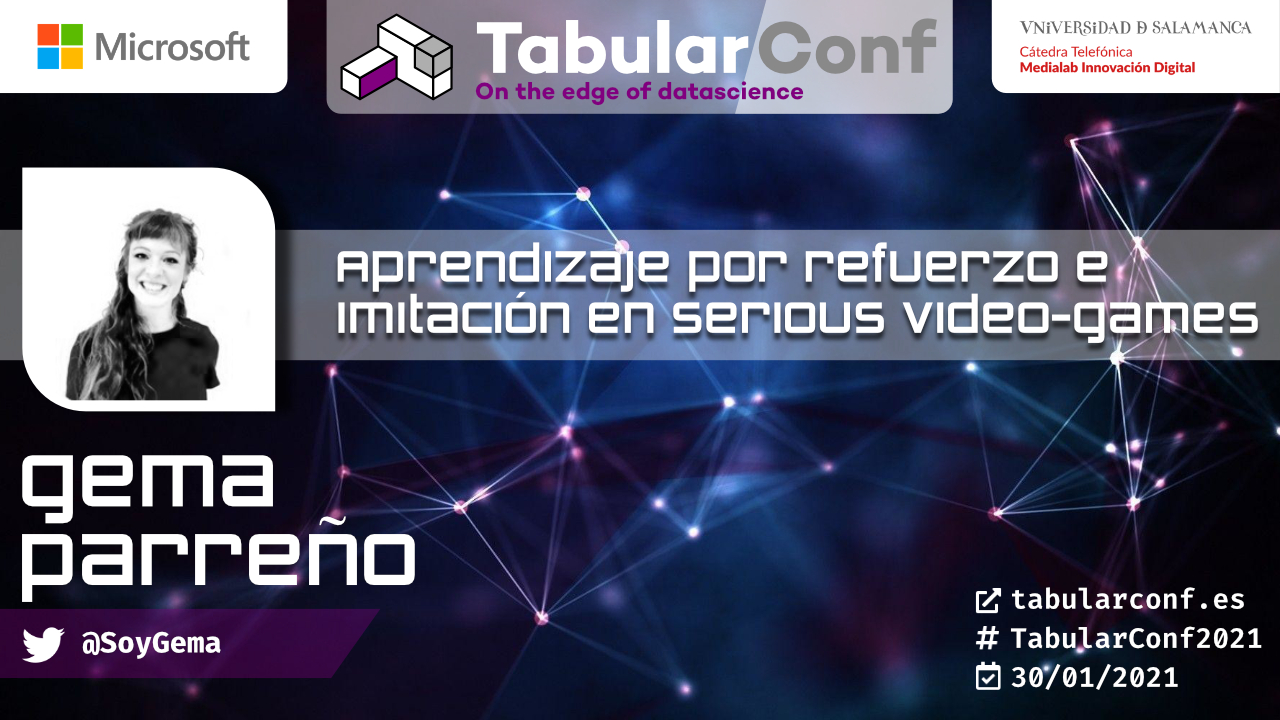 Microsoft
TabularConf
On the edge of datascience
VNiVERSiDAD Ð SALAMANCA
Cátedra Telefónica
Medialab Innovación Digital
Aprendizaje por refuerzo e
imitación en serious video-games
gema
parreño
@SoyGema
tabularconf.es
# TabularConf2021
30/01/2021